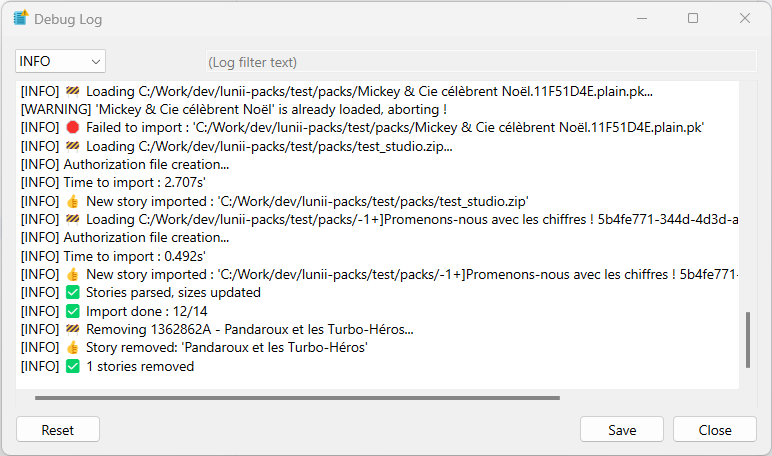 Debug Log
INFO
(Log filter text)
[INFO] 🚧 Loading C:/Work/dev/lunii-packs/test/packs/Mickey & Cie célèbrent Noël.11F51D4E.plain.pk...
[WARNING] 'Mickey & Cie célèbrent Noël' is already loaded, aborting !
[INFO] 🛑 Failed to import : 'C:/Work/dev/lunii-packs/test/packs/Mickey & Cie célèbrent Noël.11F51D4E.plain.pk'
[INFO] 🚧 Loading C:/Work/dev/lunii-packs/test/packs/test_studio.zip...
[INFO] Authorization file creation...
[INFO] Time to import : 2.707s'
[INFO] 👍 New story imported : 'C:/Work/dev/lunii-packs/test/packs/test_studio.zip'
[INFO] 🚧 Loading C:/Work/dev/lunii-packs/test/packs/-1+]Promenons-nous avec les chiffres ! 5b4fe771-344d-4d3d-a
[INFO] Authorization file creation...
[INFO] Time to import : 0.492s'
[INFO] 👍 New story imported : 'C:/Work/dev/lunii-packs/test/packs/-1+]Promenons-nous avec les chiffres ! 5b4fe771-
[INFO] ✅ Stories parsed, sizes updated
[INFO] ✅ Import done : 12/14
[INFO] 🚧 Removing 1362862A - Pandaroux et les Turbo-Héros...
[INFO] 👍 Story removed: 'Pandaroux et les Turbo-Héros'
[INFO] ✅ 1 stories removed
Reset
Save
Close